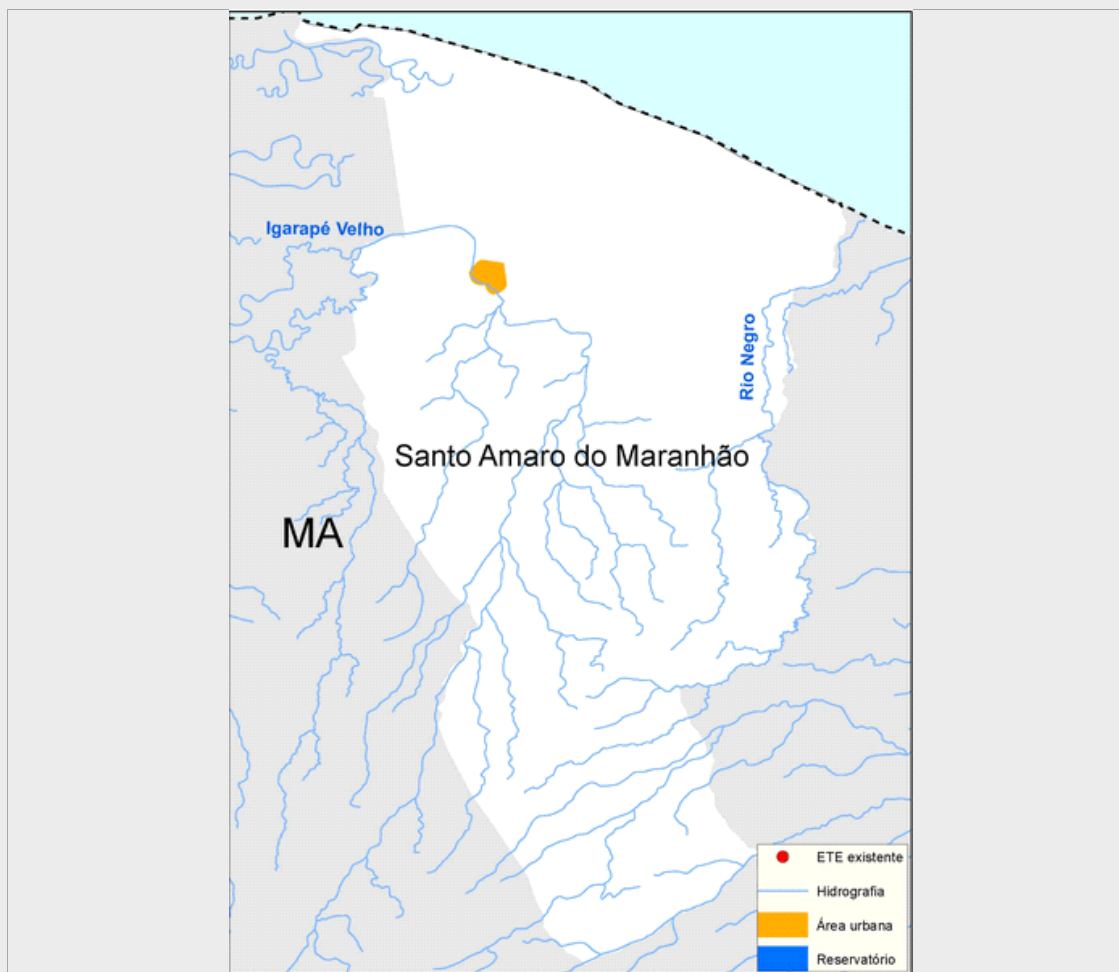 Igarapé Velho
Rio Negro
Santo Amaro do Maranhão
MA
ETE existente
Hidrografia
Área urbana
Reservatório